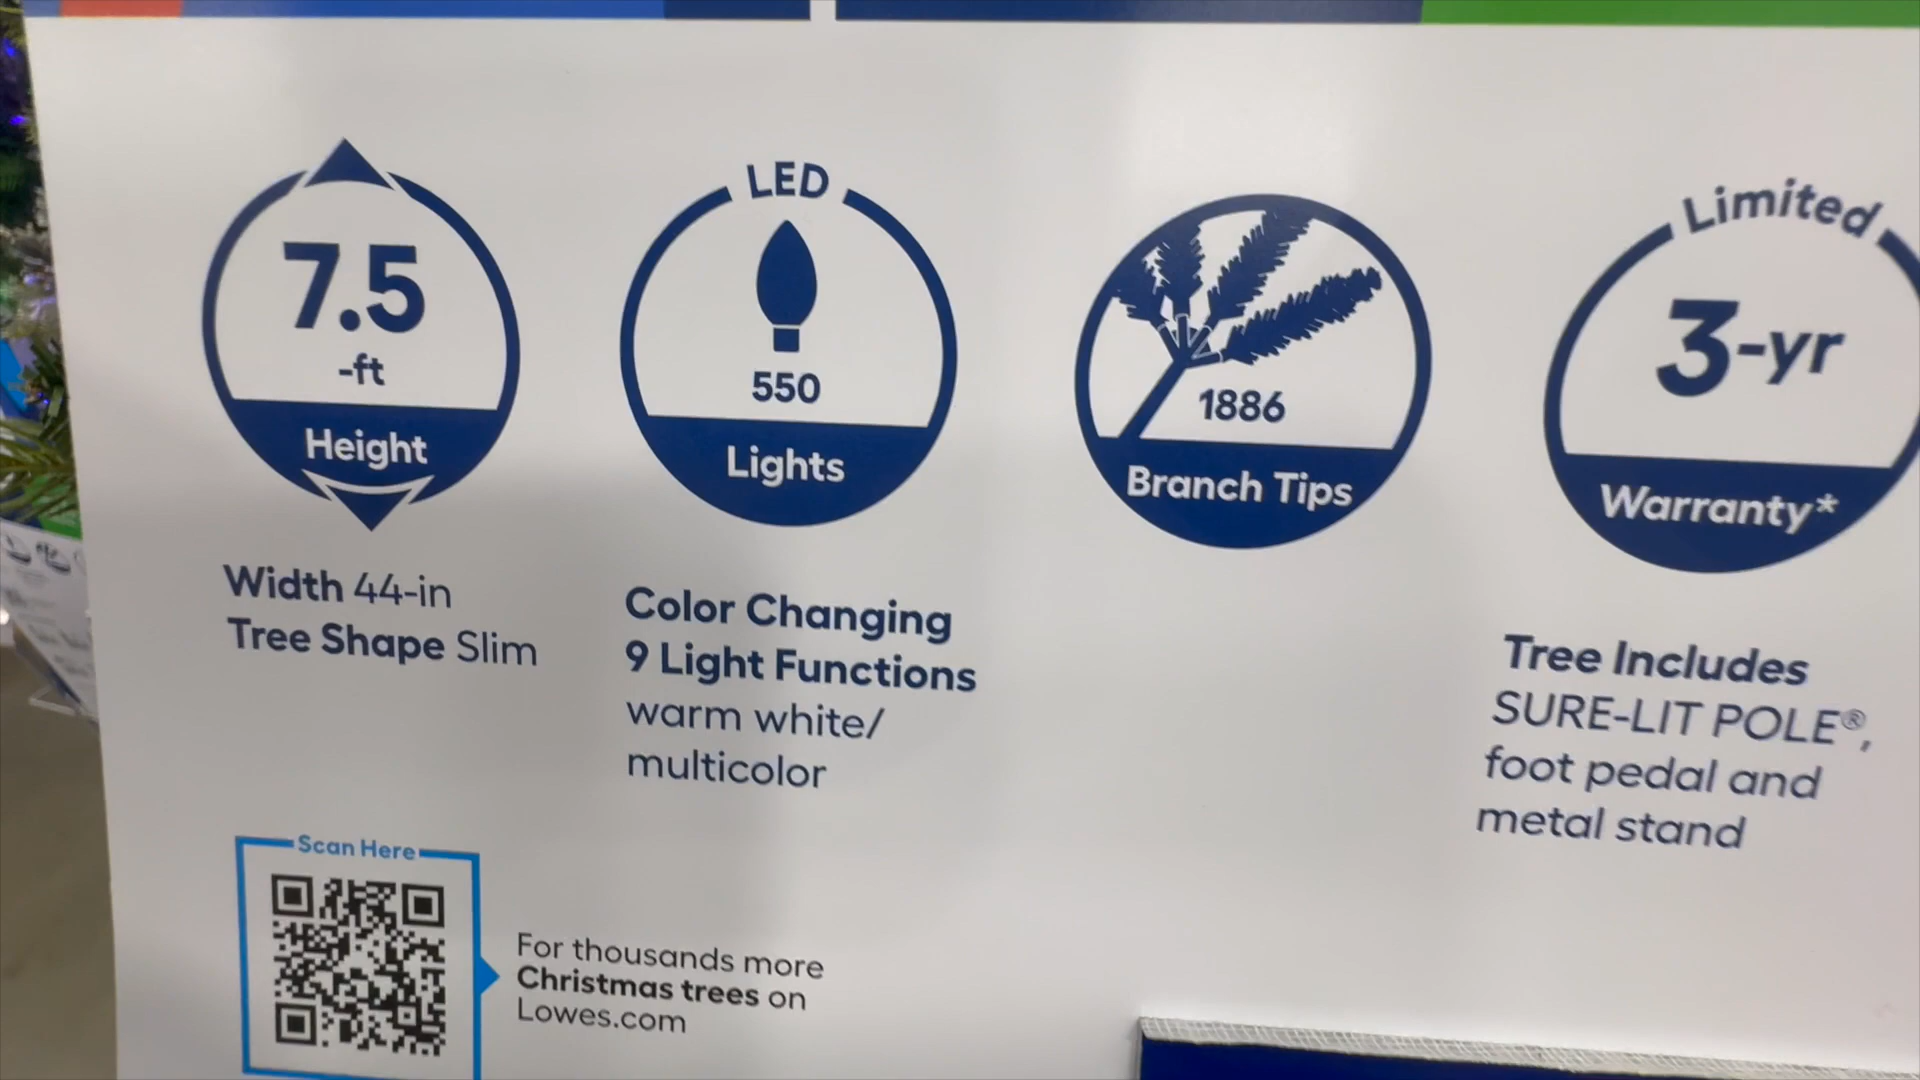 7.5
-ft
Height
Width 44-in
Tree Shape Slim
LED
550
Lights
Color Changing
9 Light Functions
warm white/
multicolor
1886
Branch Tips
Limited
3-yr
Warranty*
Tree Includes
SURE-LIT POLE®,
foot pedal and
metal stand
Scan Here
For thousands more
Christmas trees on
Lowes.com